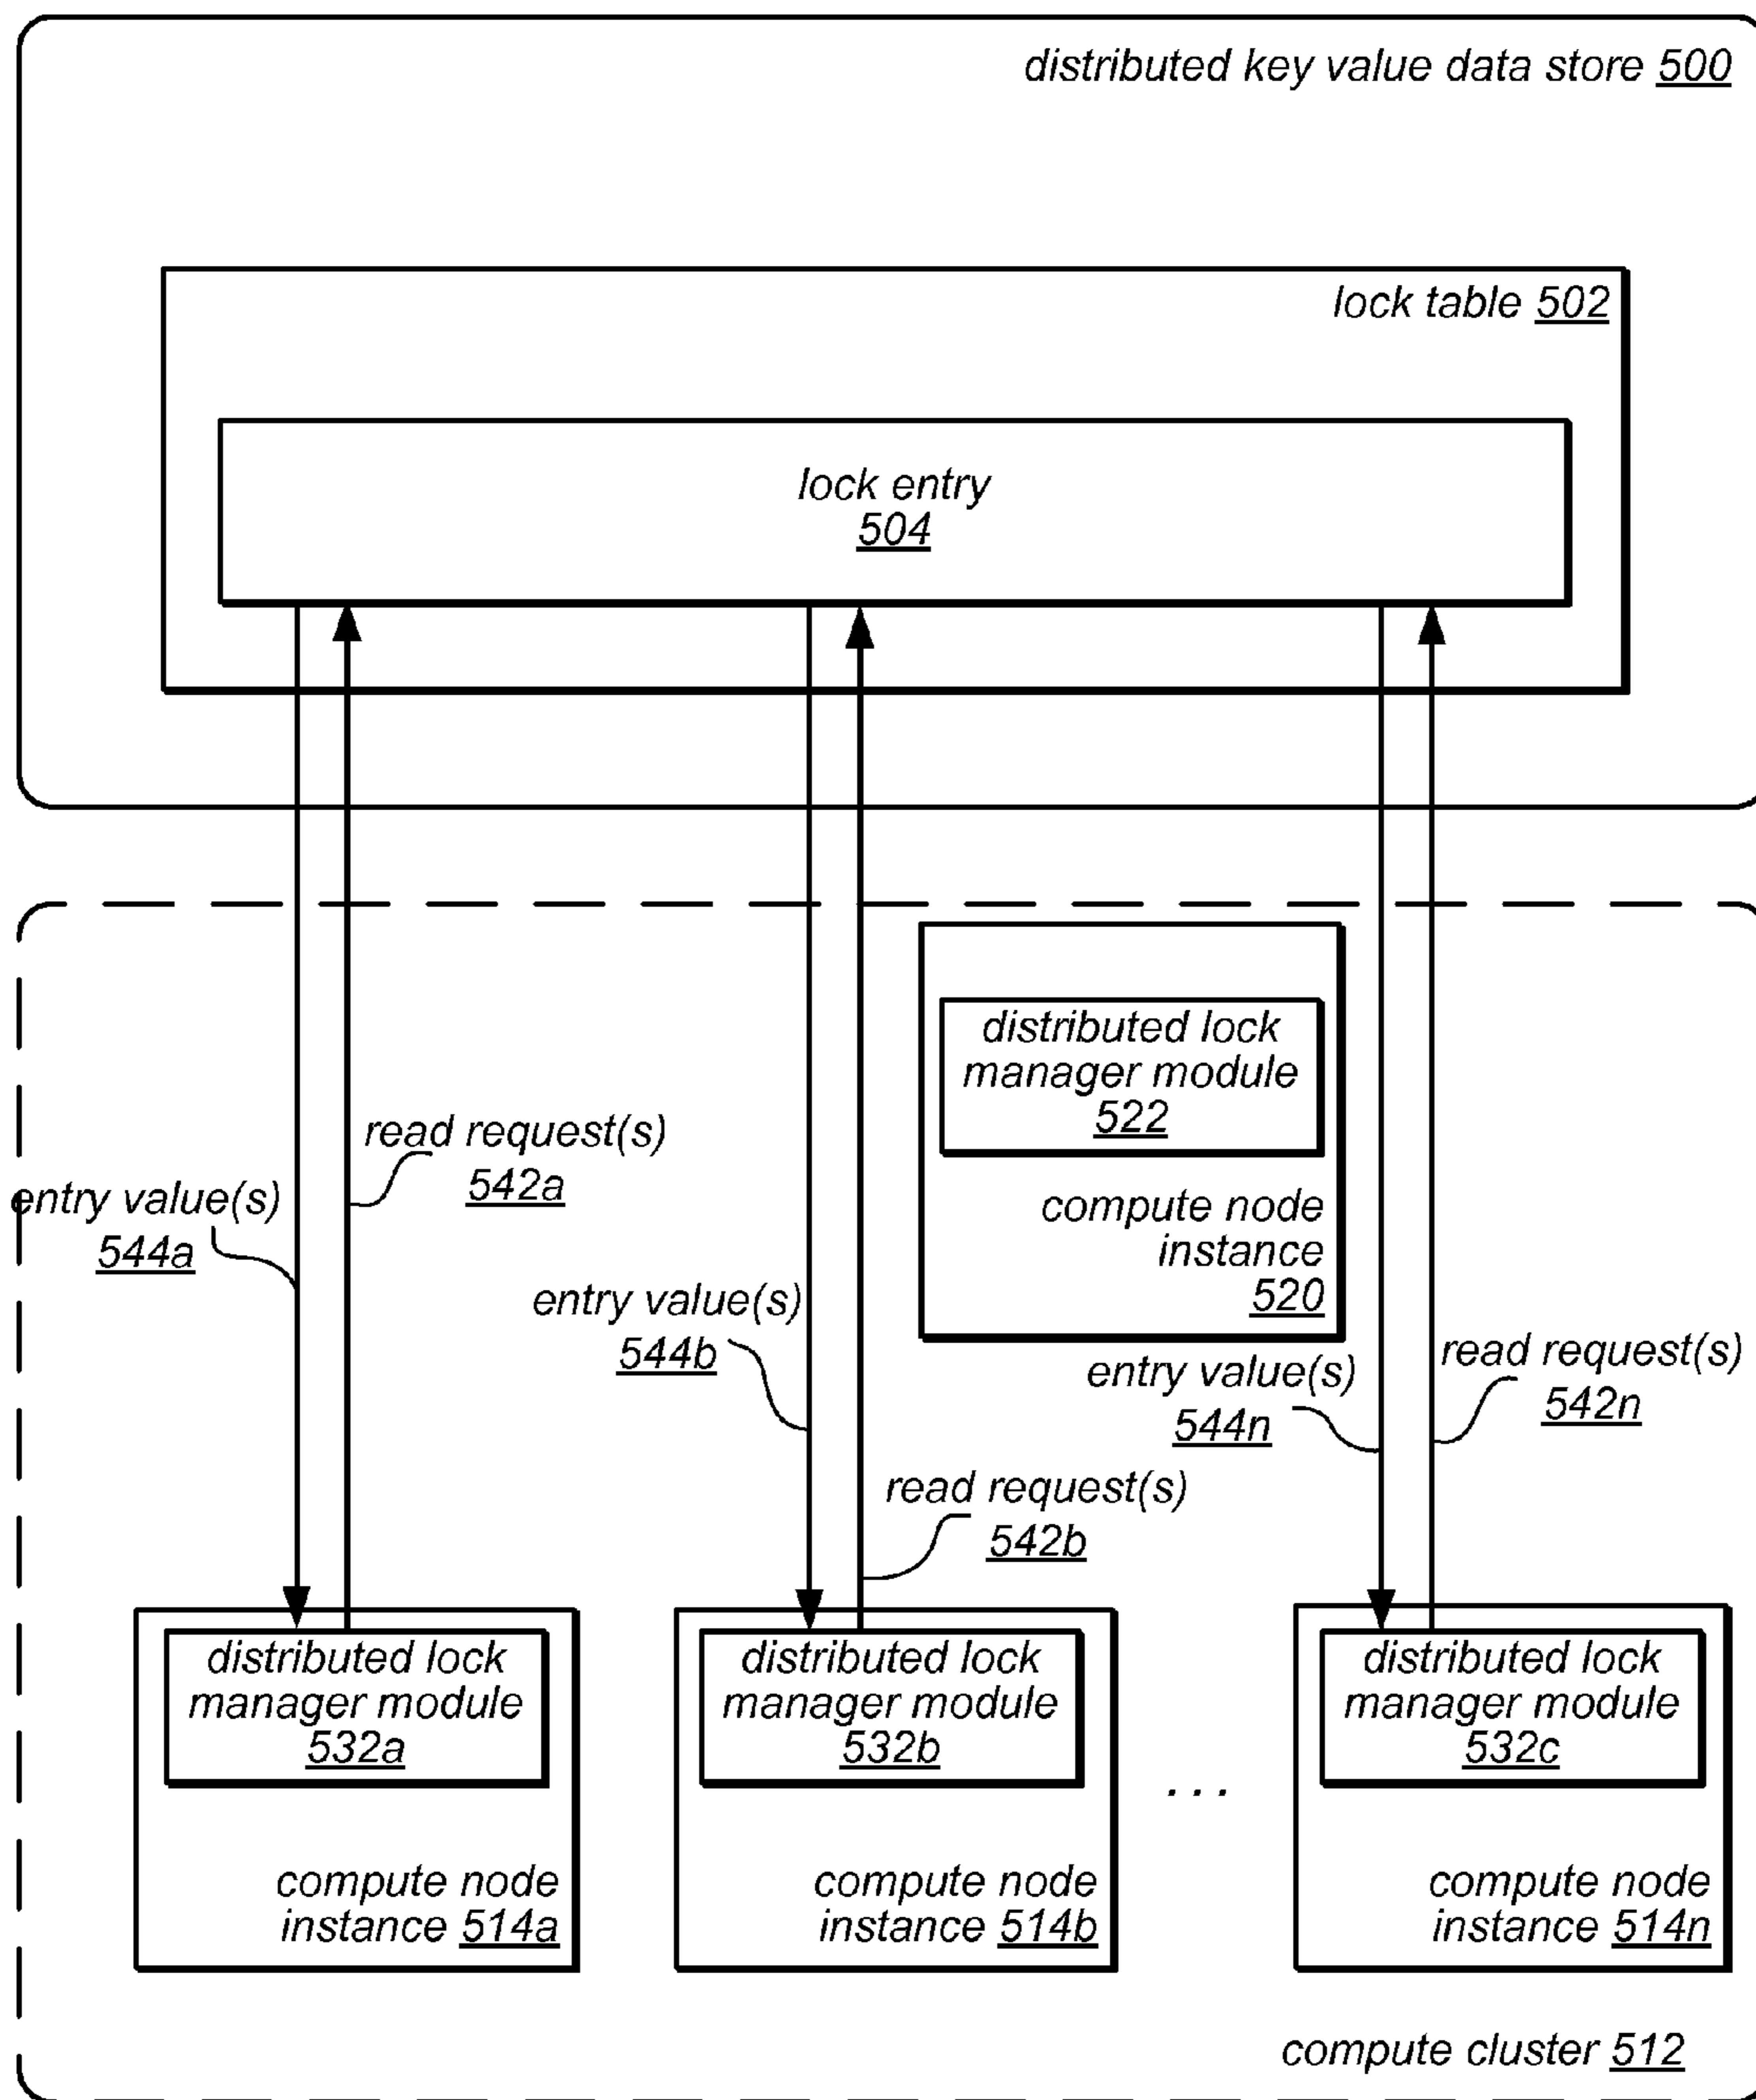 distributed key value data store 500
lock table 502
lock entry
504
distributed lock
manager module
522
compute node
instance
520
read request(s)
542a
entry value(s)
544a
entry value(s)
544b
read request(s)
542b
entry value(s)
544n
read request(s)
542n
distributed lock
manager module
532a
compute node
instance 514a
distributed lock
manager module
532b
compute node
instance 514b
. . .
distributed lock
manager module
532c
compute node
instance 514n
compute cluster 512